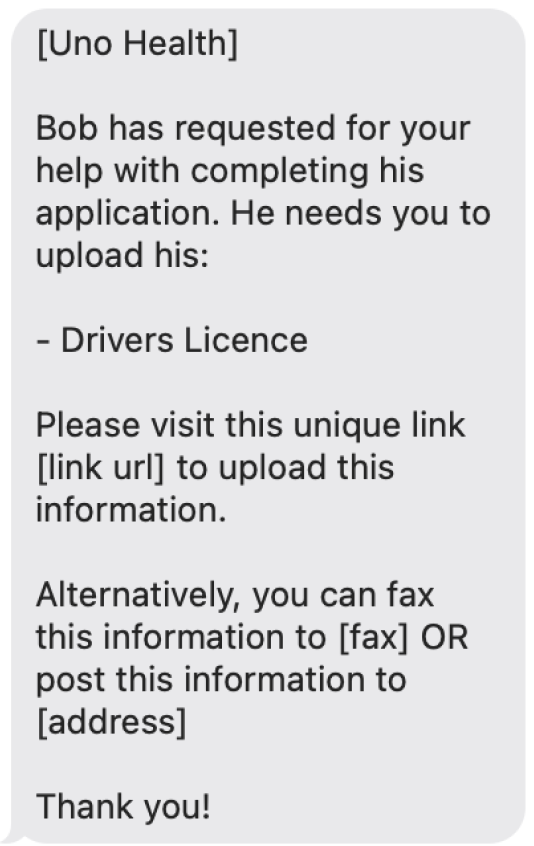 [Uno Health]
Bob has requested for your
help with completing his
application. He needs you to
upload his:
- Drivers Licence
Please visit this unique link
[link url] to upload this
information.
Alternatively, you can fax
this information to [fax] OR
post this information to
[address]
Thank you!